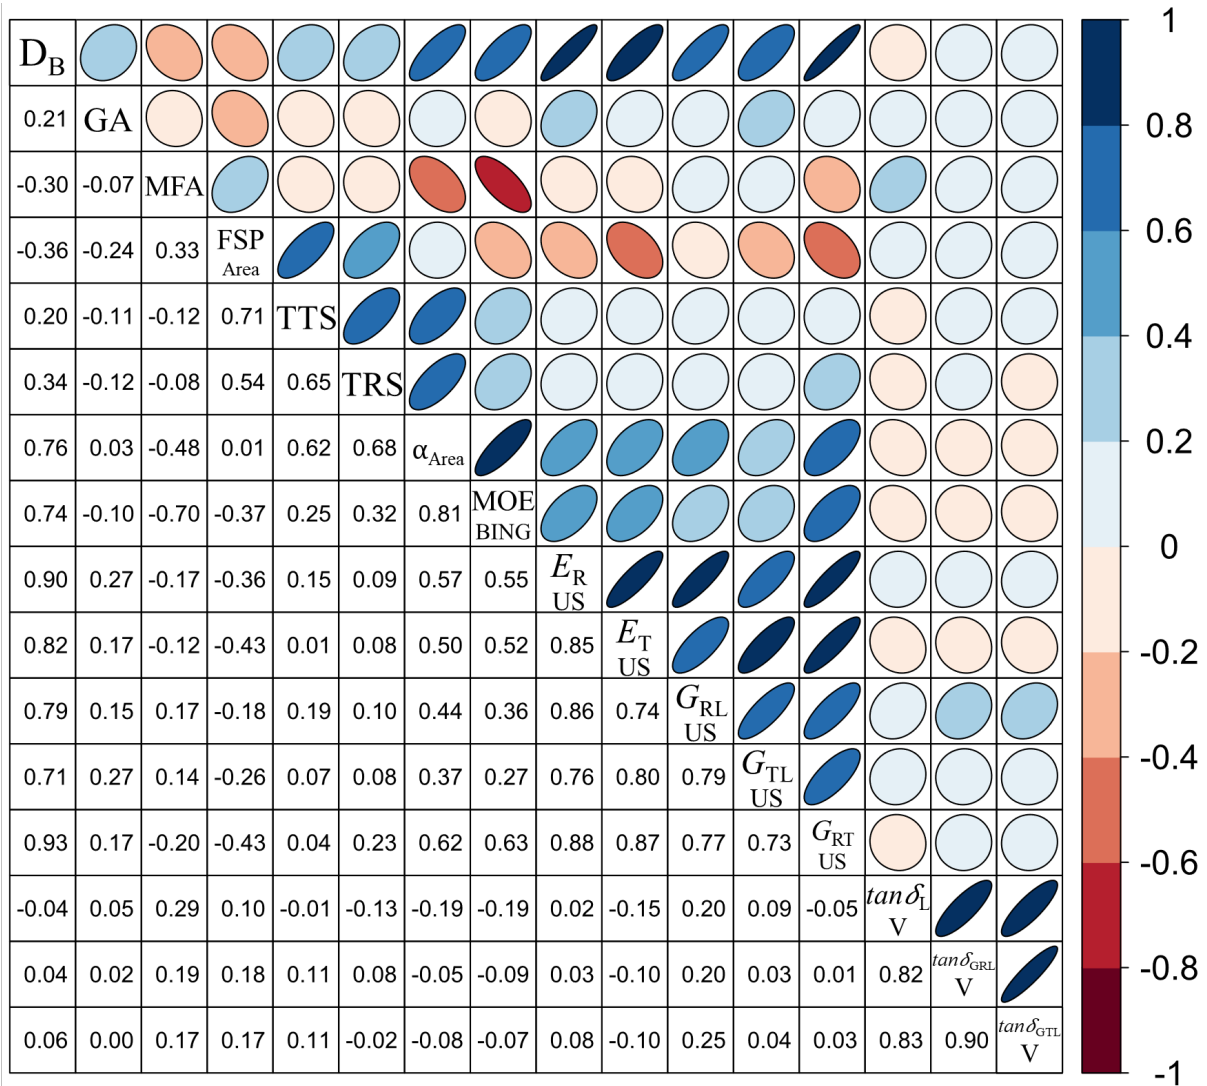 D_B
0.21 GA
-0.30 -0.07 MFA
-0.36 -0.24 0.33 FSP
Area
0.20 -0.11 -0.12 0.71 TTS
0.34 -0.12 -0.08 0.54 0.65 TRS
0.76 0.03 -0.48 0.01 0.62 0.68 α_Area
0.74 -0.10 -0.70 -0.37 0.25 0.32 0.81 MOE
BING
0.90 0.27 -0.17 -0.36 0.15 0.09 0.57 0.55 E_R
US
0.82 0.17 -0.12 -0.43 0.01 0.08 0.50 0.52 0.85 E_T
US
0.79 0.15 0.17 -0.18 0.19 0.10 0.44 0.36 0.86 0.74 G_RL
US
0.71 0.27 0.14 -0.26 0.07 0.08 0.37 0.27 0.76 0.80 0.79 G_TL
US
0.93 0.17 -0.20 -0.43 0.04 0.23 0.62 0.63 0.88 0.87 0.77 0.73 G_RT
US
-0.04 0.05 0.29 0.10 -0.01 -0.13 -0.19 -0.19 0.02 -0.15 0.20 0.09 -0.05 tanδ_L
V
0.04 0.02 0.19 0.18 0.11 0.08 -0.05 -0.09 0.03 -0.10 0.20 0.03 0.01 0.82 tanδ_GRL
V
0.06 0.00 0.17 0.17 0.11 -0.02 -0.08 -0.07 0.08 -0.10 0.25 0.04 0.03 0.83 0.90 tanδ_GTL
V
1
0.8
0.6
0.4
0.2
0
-0.2
-0.4
-0.6
-0.8
-1